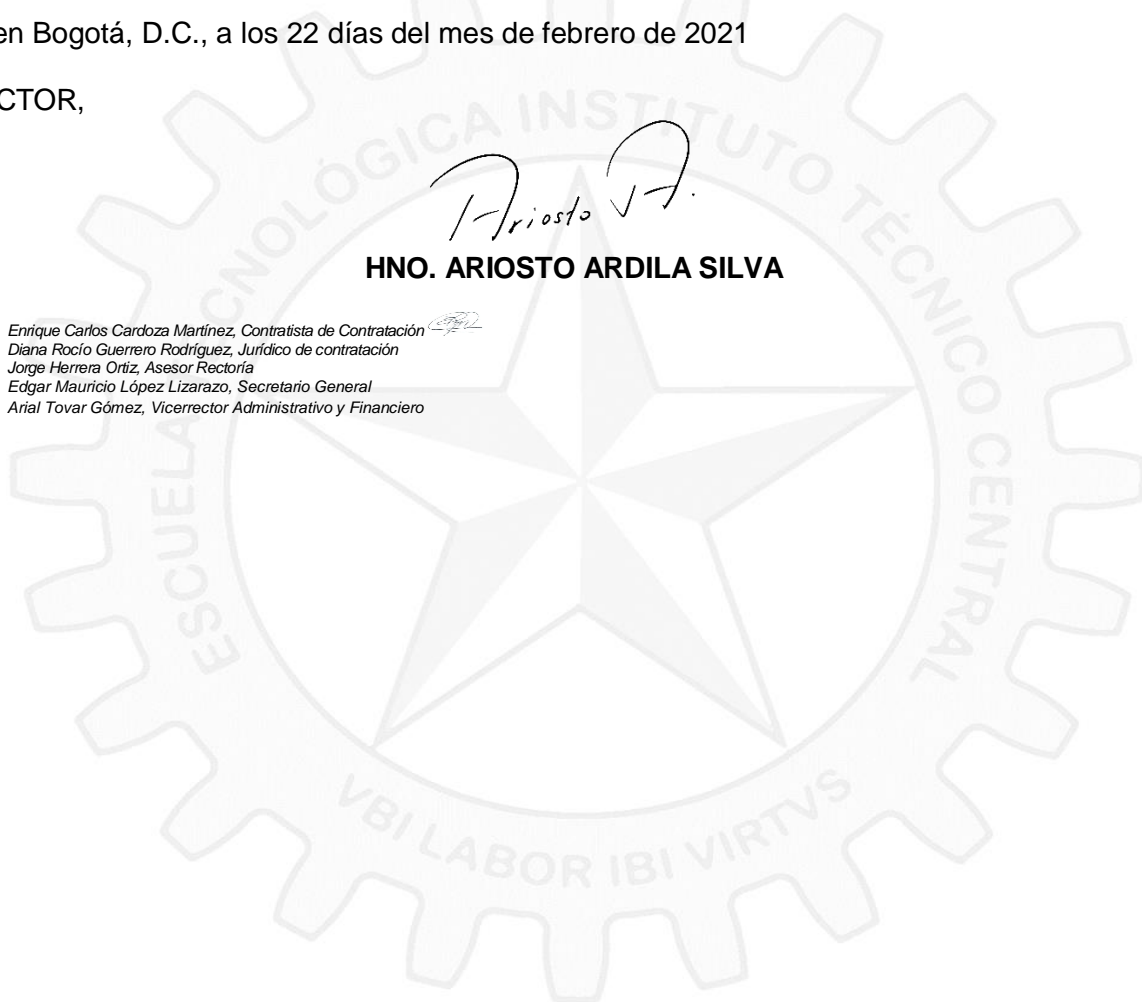 en Bogotá, D.C., a los 22 días del mes de febrero de 2021
CTOR,
Ariosto A.
HNO. ARIOSTO ARDILA SILVA
Enrique Carlos Cardoza Martínez, Contratista de Contratación
Diana Rocío Guerrero Rodríguez, Jurídico de contratación
Jorge Herrera Ortiz, Asesor Rectoría
Edgar Mauricio López Lizarazo, Secretario General
Arial Tovar Gómez, Vicerrector Administrativo y Financiero
ESCUELA TECNOLÓGICA INSTITUTO TÉCNICO CENTRAL
VBI LABOR IBI VIRTVS